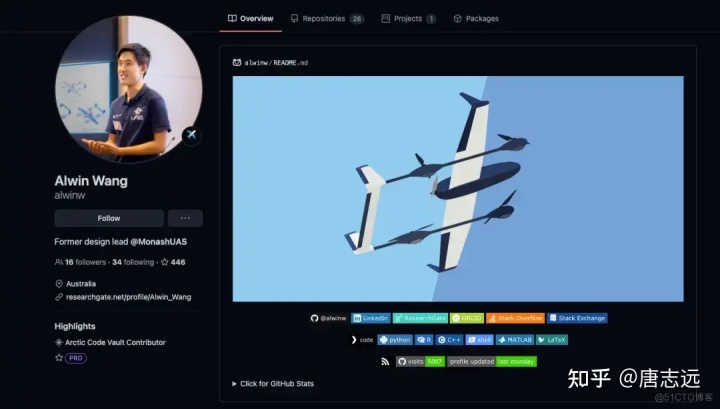 Overview Repositories 26 Projects 1 Packages
alwinw/README.md
Alwin Wang
alwinw
Follow ...
Former design lead @MonashUAS
16 followers · 34 following · 446
Australia
researchgate.net/profile/Alwin_Wang
Highlights
Arctic Code Vault Contributor
PRO
@alwinw LinkedIn ResearchGate ORCID Stack Overflow Stack Exchange
code python R C++ shell MATLAB LaTeX
visits 5007 profile updated last monday
Click for GitHub Stats
知乎 @唐志远
@51CTO博客